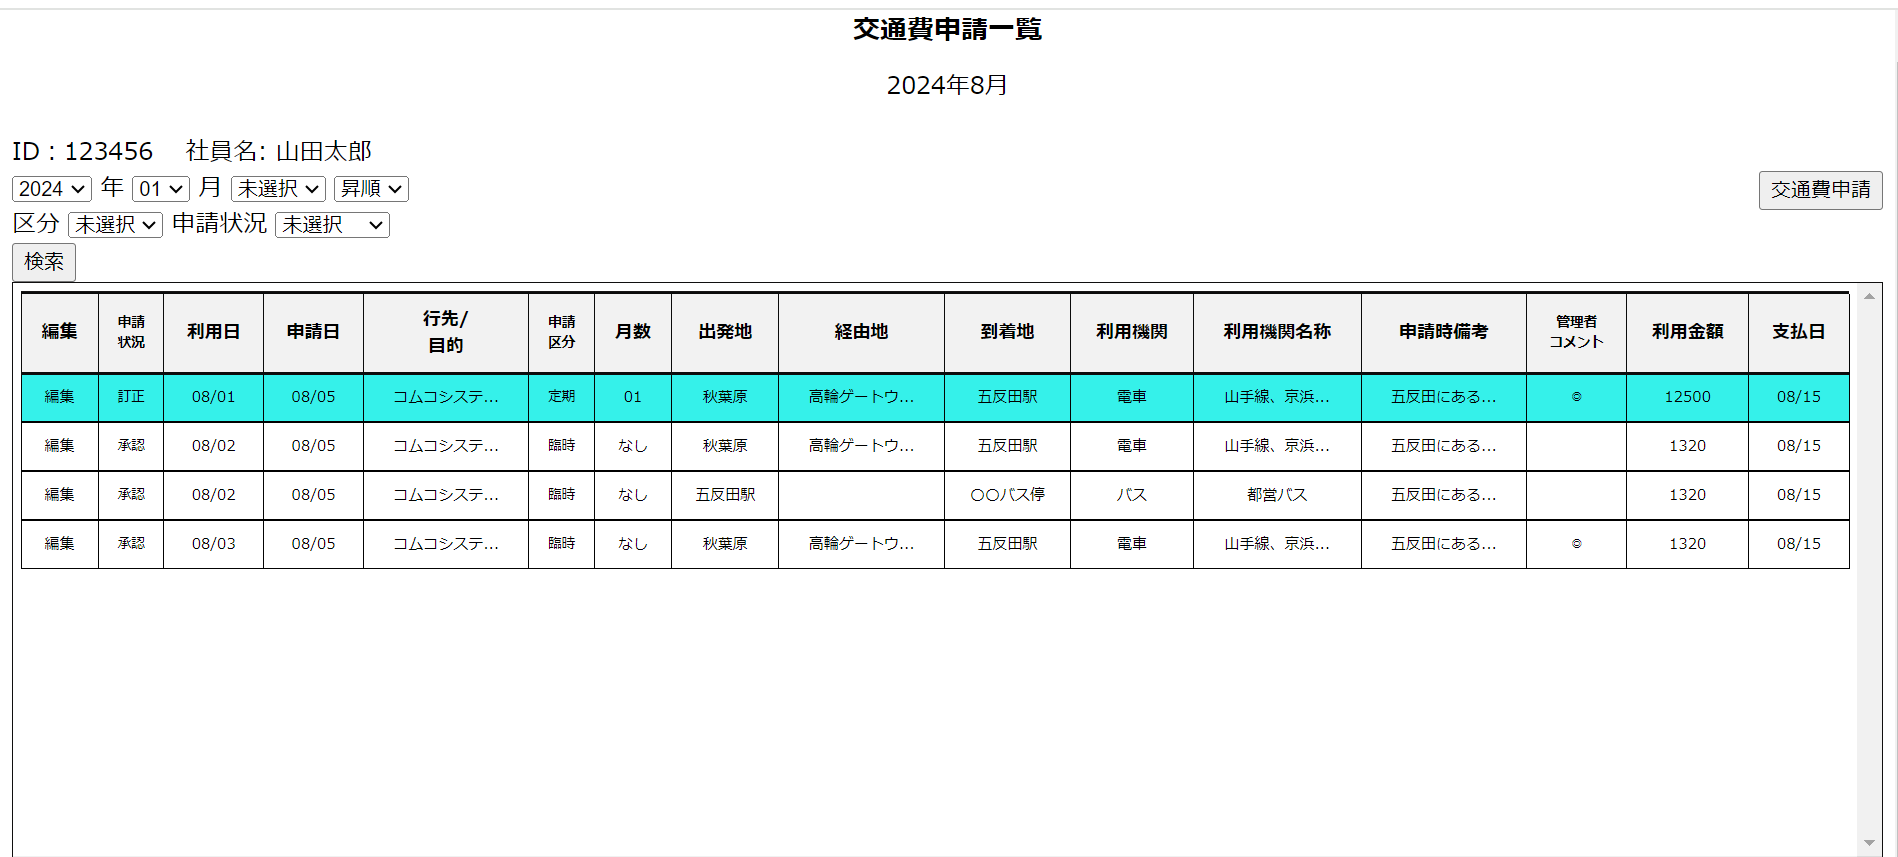 交通費申請一覧
2024年8月
ID：123456 社員名: 山田太郎
2024 年 01 月 未選択 昇順
交通費申請
区分 未選択 申請状況 未選択
検索
編集 申請状況 利用日 申請日 行先/目的 申請区分 月数 出発地 経由地 到着地 利用機関 利用機関名称 申請時備考 管理者コメント 利用金額 支払日
編集 訂正 08/01 08/05 コムコシステ... 定期 01 秋葉原 高輪ゲートウ... 五反田駅 電車 山手線、京浜... 五反田にある... ◎ 12500 08/15
編集 承認 08/02 08/05 コムコシステ... 臨時 なし 秋葉原 高輪ゲートウ... 五反田駅 電車 山手線、京浜... 五反田にある... 1320 08/15
編集 承認 08/02 08/05 コムコシステ... 臨時 なし 五反田駅 〇〇バス停 バス 都営バス 五反田にある... 1320 08/15
編集 承認 08/03 08/05 コムコシステ... 臨時 なし 秋葉原 高輪ゲートウ... 五反田駅 電車 山手線、京浜... 五反田にある... ◎ 1320 08/15